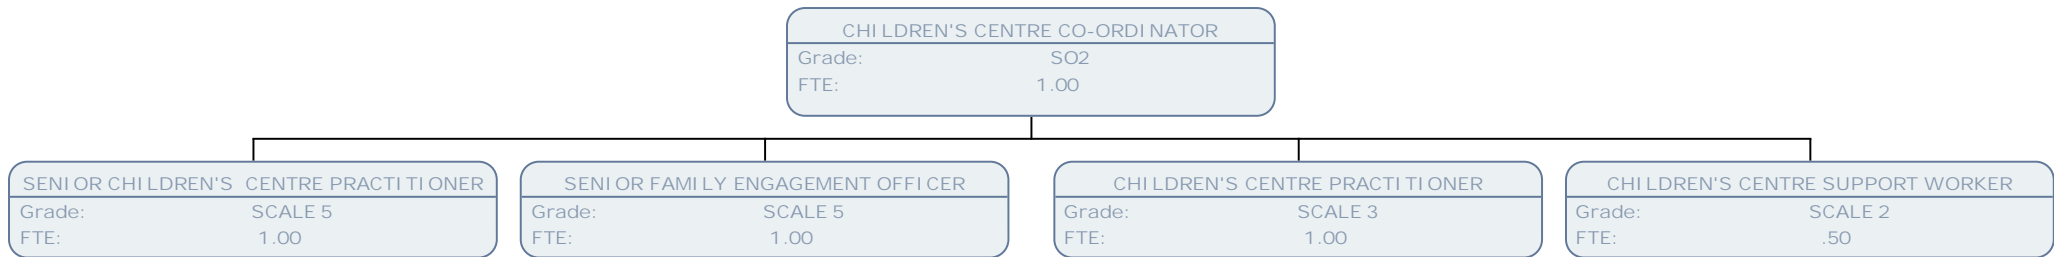 CHILDREN'S CENTRE CO-ORDINATOR
Grade: SO2
FTE: 1.00
SENIOR CHILDREN'S CENTRE PRACTITIONER
Grade: SCALE 5
FTE: 1.00
SENIOR FAMILY ENGAGEMENT OFFICER
Grade: SCALE 5
FTE: 1.00
CHILDREN'S CENTRE PRACTITIONER
Grade: SCALE 3
FTE: 1.00
CHILDREN'S CENTRE SUPPORT WORKER
Grade: SCALE 2
FTE: .50